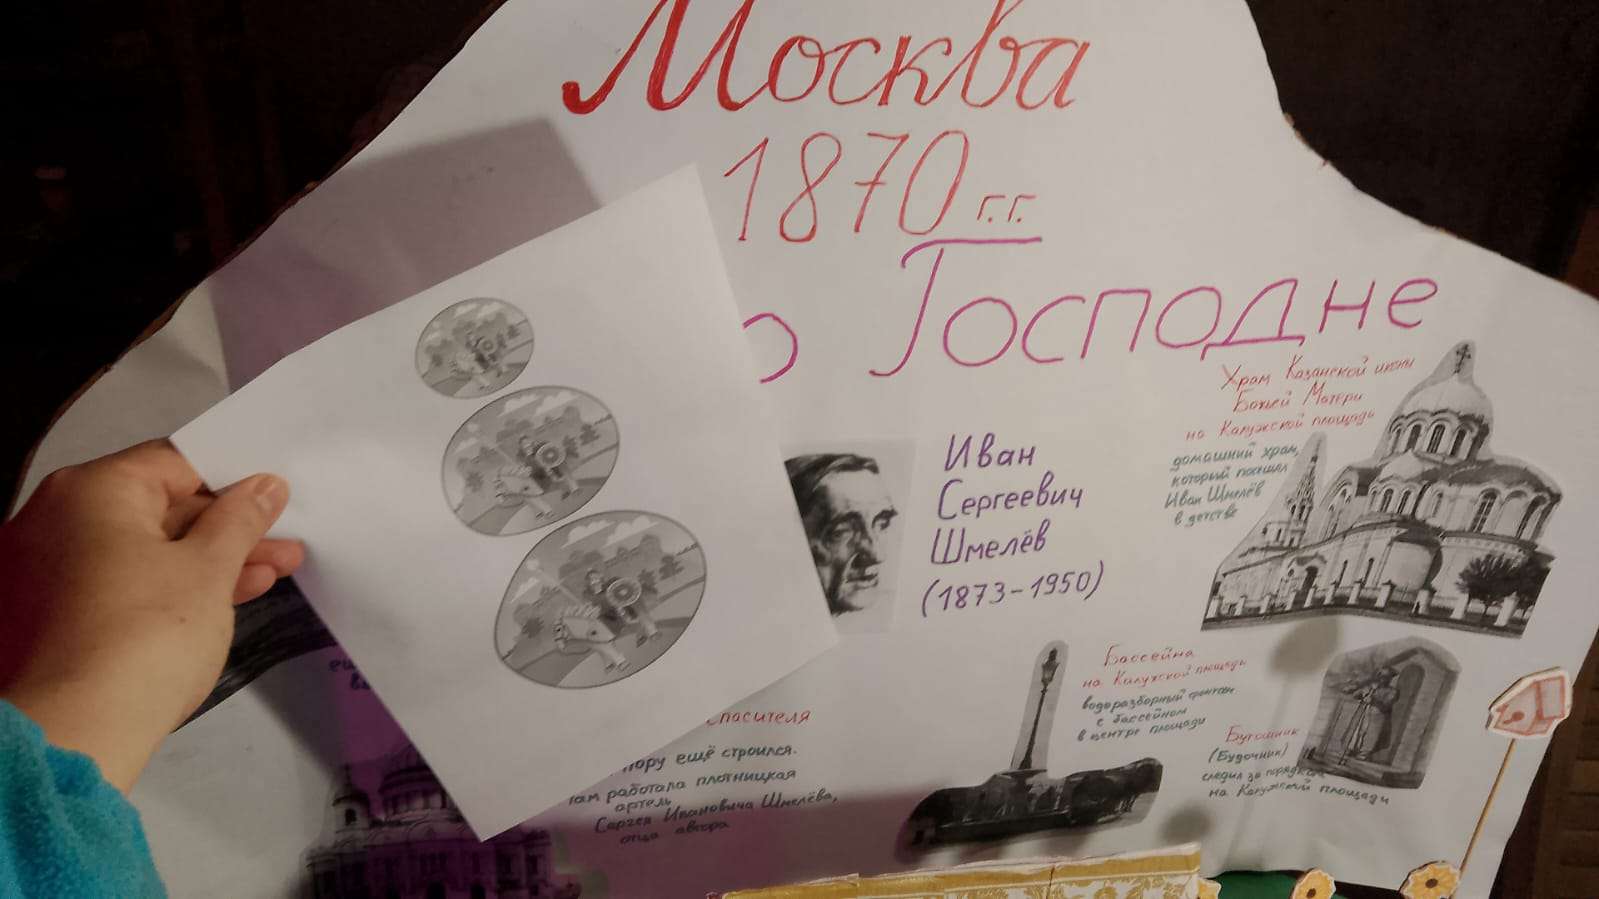 Москва
1870 г.г.
о Господне
Храм Казанской иконы
Божьей Матери
на Калужской площади
домашний храм,
который посещал
Иван Шмелёв
в детстве
Иван
Сергеевич
Шмелёв
(1873-1950)
Бассейна
на Калужской площади
водоразборный фонтан
с бассейном
в центре площади
Бутошник
(Будочник)
следил за порядком
на Калужской площади
Спасителя
пору ещё строился.
там работала плотницкая
артель
Сергея Ивановича Шмелёва,
отца автора